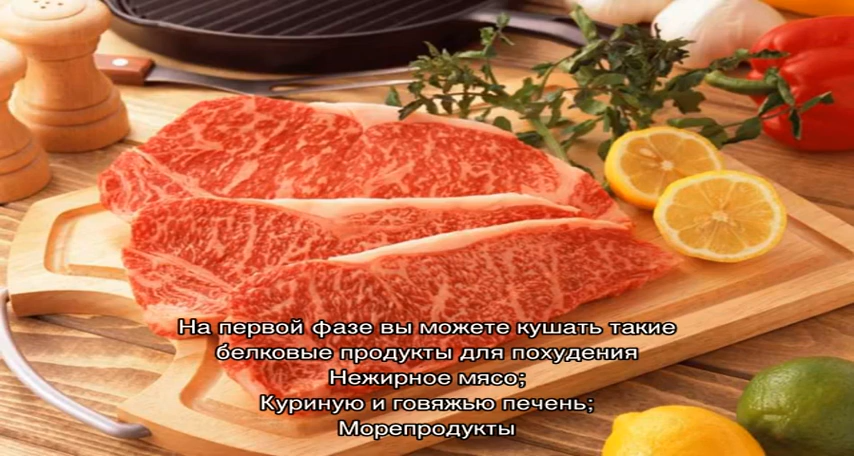 На первой фазе вы можете кушать такие
белковые продукты для похудения
Нежирное мясо;
Куриную и говяжью печень;
Морепродукты